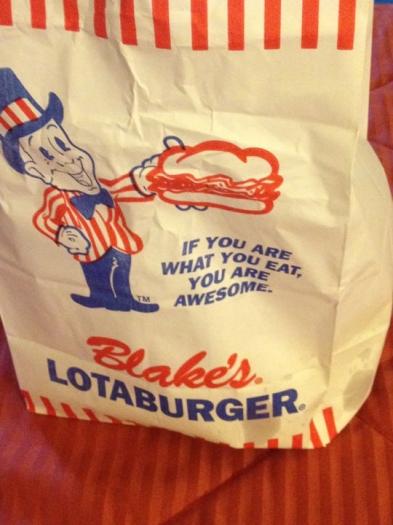 IF YOU ARE
WHAT YOU EAT,
YOU ARE
AWESOME.
TM
Blake's.
LOTABURGER®